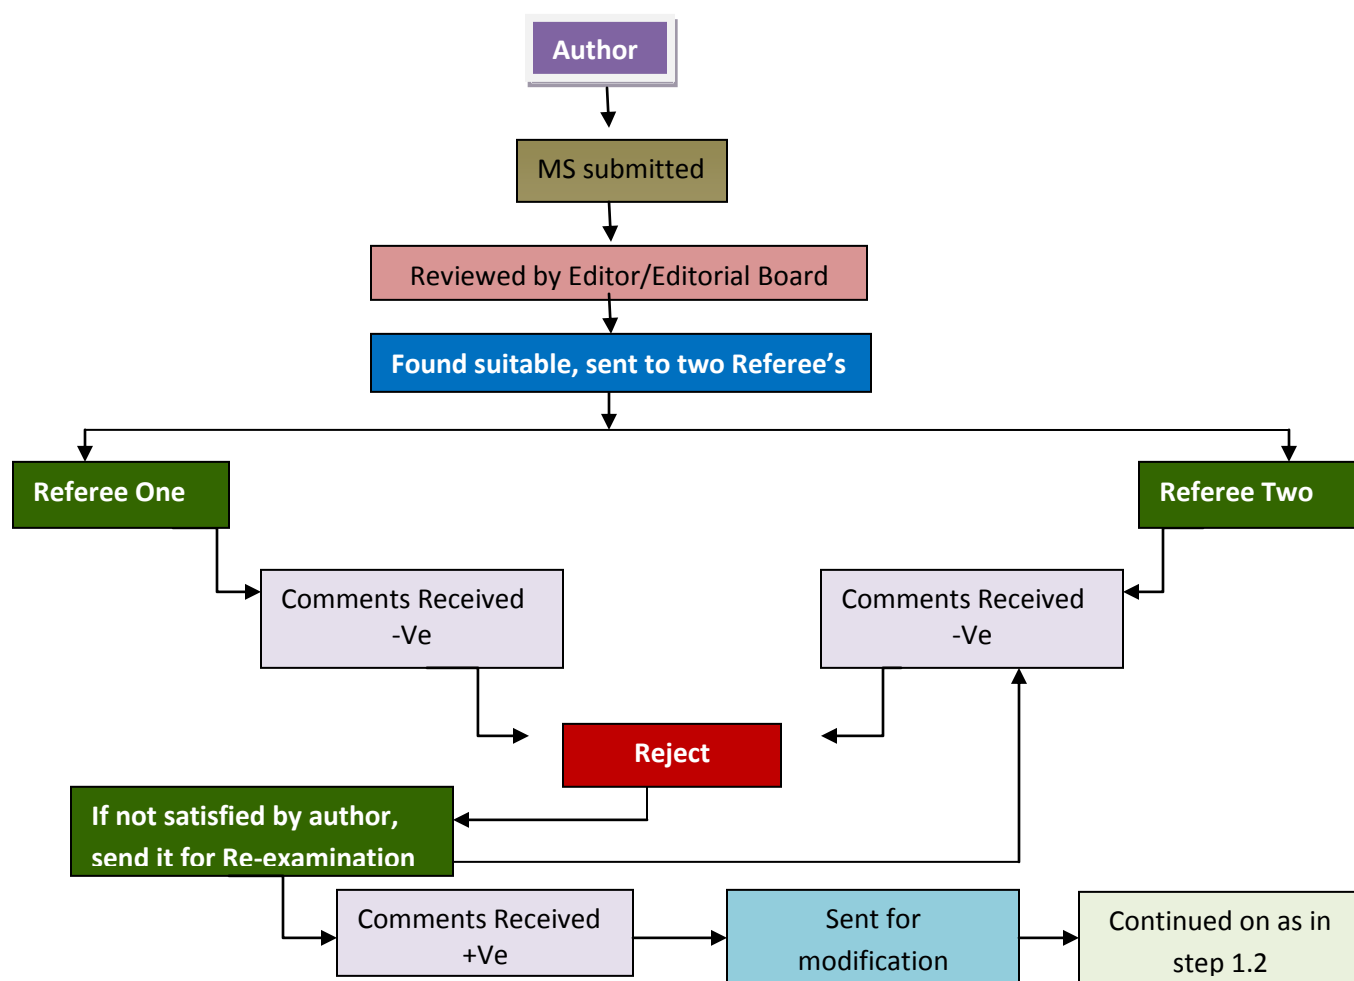 Author
MS submitted
Reviewed by Editor/Editorial Board
Found suitable, sent to two Referee’s
Referee One
Referee Two
Comments Received
-Ve
Comments Received
-Ve
Reject
If not satisfied by author,
send it for Re-examination
Comments Received
+Ve
Sent for
modification
Continued on as in
step 1.2